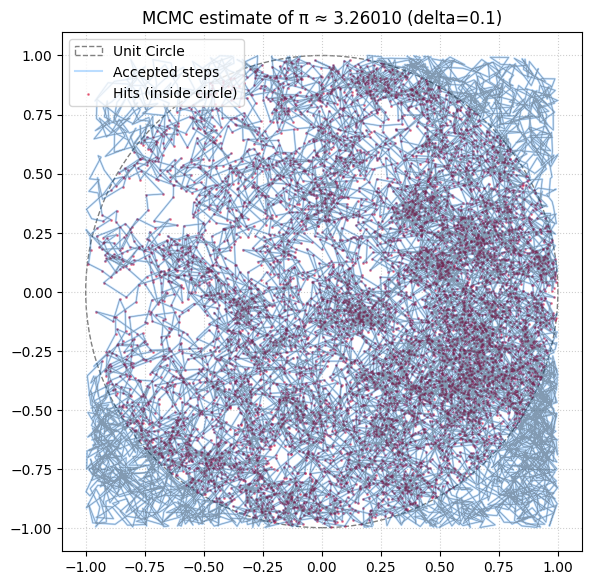 MCMC estimate of π ≈ 3.26010 (delta=0.1)
Unit Circle
Accepted steps
Hits (inside circle)
1.00
0.75
0.50
0.25
0.00
−0.25
−0.50
−0.75
−1.00
−1.00 −0.75 −0.50 −0.25 0.00 0.25 0.50 0.75 1.00